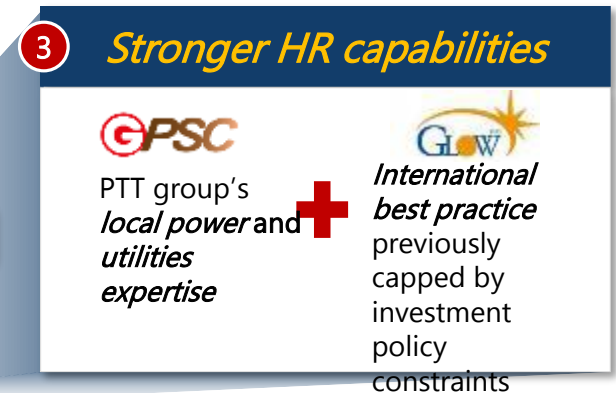 3
Stronger HR capabilities
GPSC
PTT group's
local power and
utilities
expertise
GLOW
International
best practice
previously
capped by
investment
policy
constraints